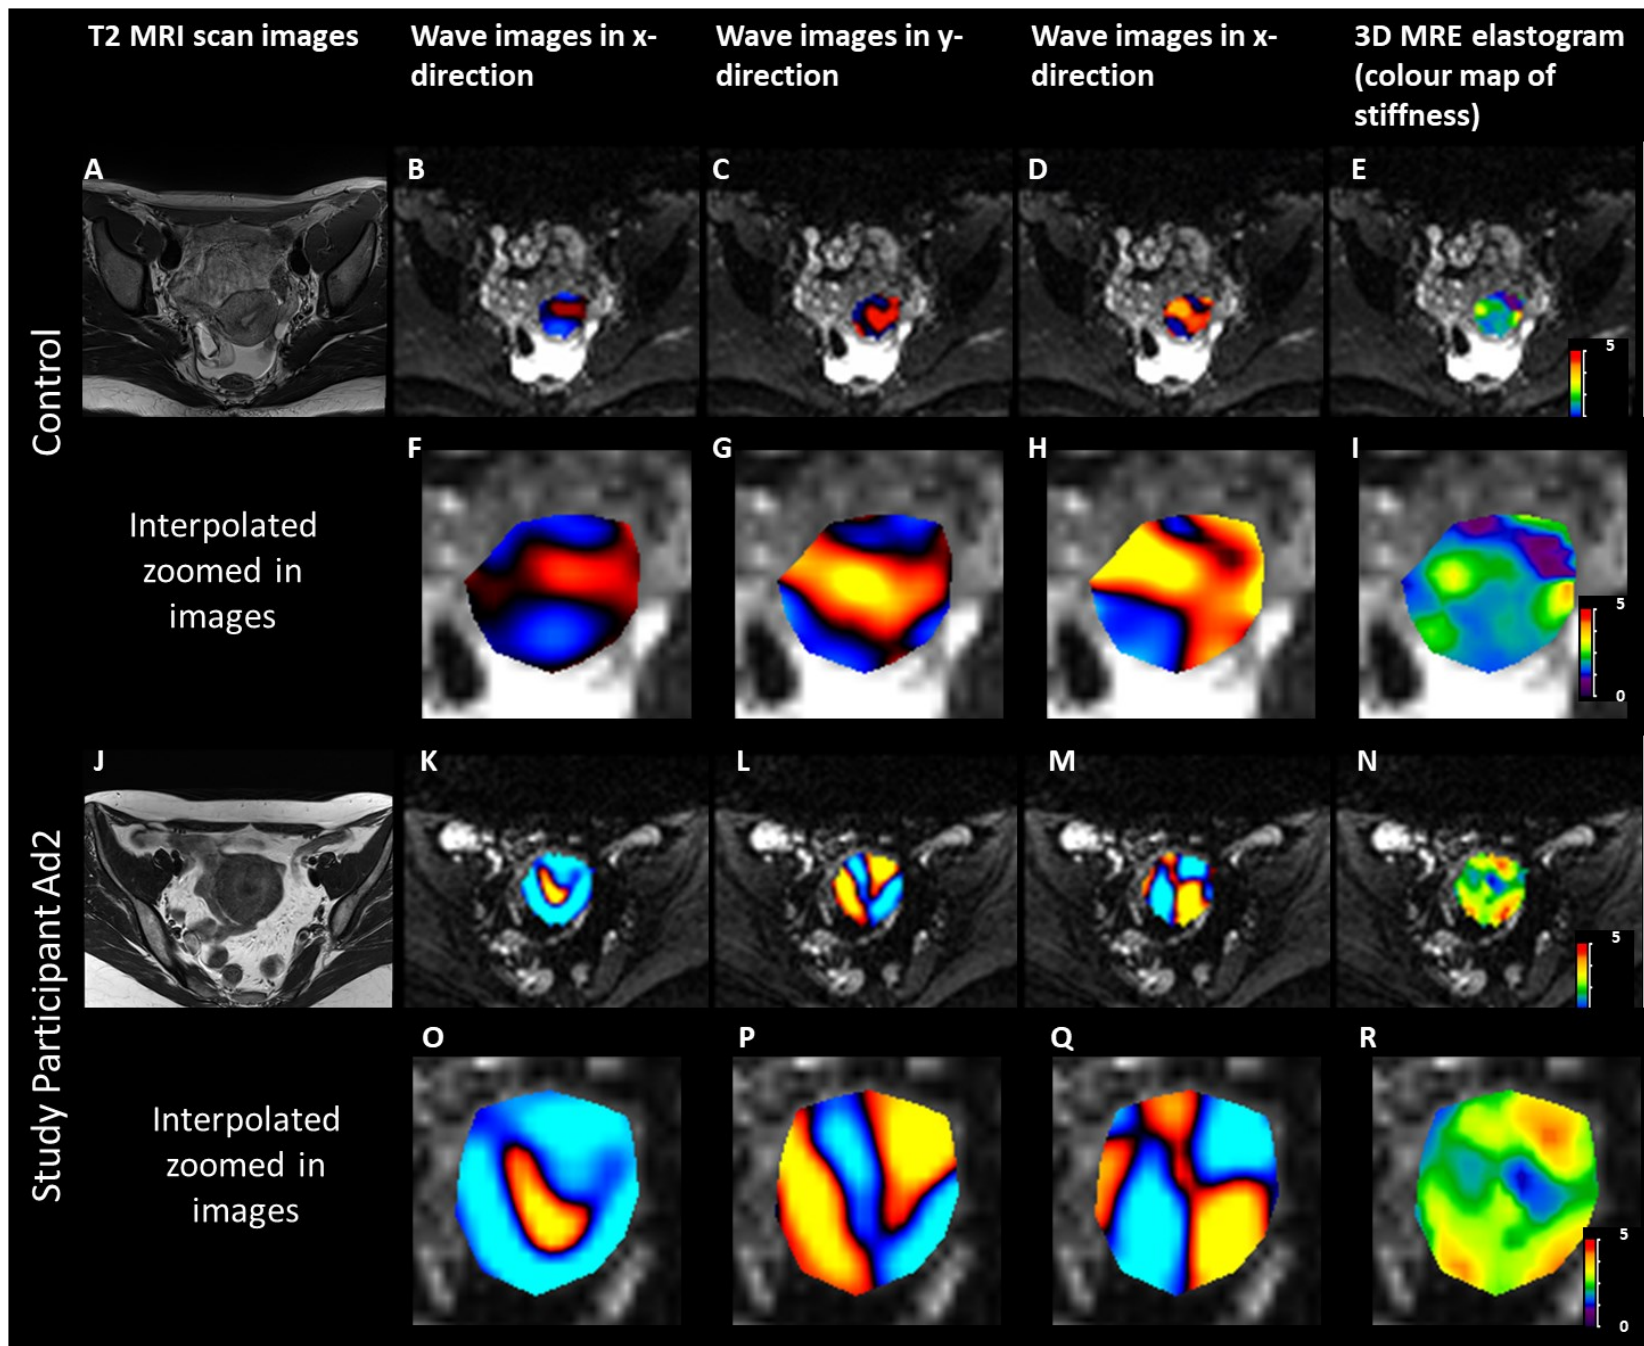 T2 MRI scan images
Wave images in x-
direction
Wave images in y-
direction
Wave images in x-
direction
3D MRE elastogram
(colour map of
stiffness)
Control
A
B
C
D
E
5
Interpolated
zoomed in
images
F
G
H
I
5
0
Study Participant Ad2
J
K
L
M
N
5
Interpolated
zoomed in
images
O
P
Q
R
5
0